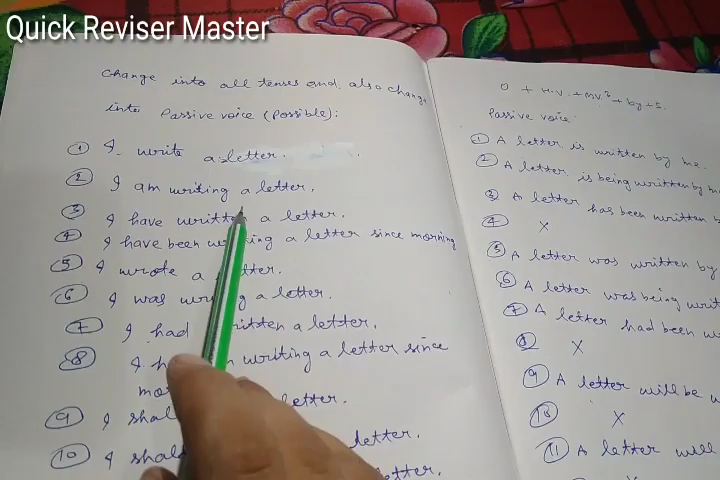 Quick Reviser Master
Change into all tenses and also change
into Passive voice (Possible):
① I write a letter.
② I am writing a letter.
③ I have written a letter.
④ I have been writing a letter since morning
⑤ I wrote a letter.
⑥ I was writing a letter.
⑦ I had written a letter.
⑧ I writing a letter since
⑨ I letter.
⑩ I letter.
letter.
O + H.V. + MV³ + by + S.
Passive voice
① A letter is written by me.
② A letter is being written by me
③ A letter has been written
④ X
⑤ A letter was written by
⑥ A letter was being
⑦ A letter had been
⑧ X
⑨ A letter will be
⑩ X
⑪ A letter will